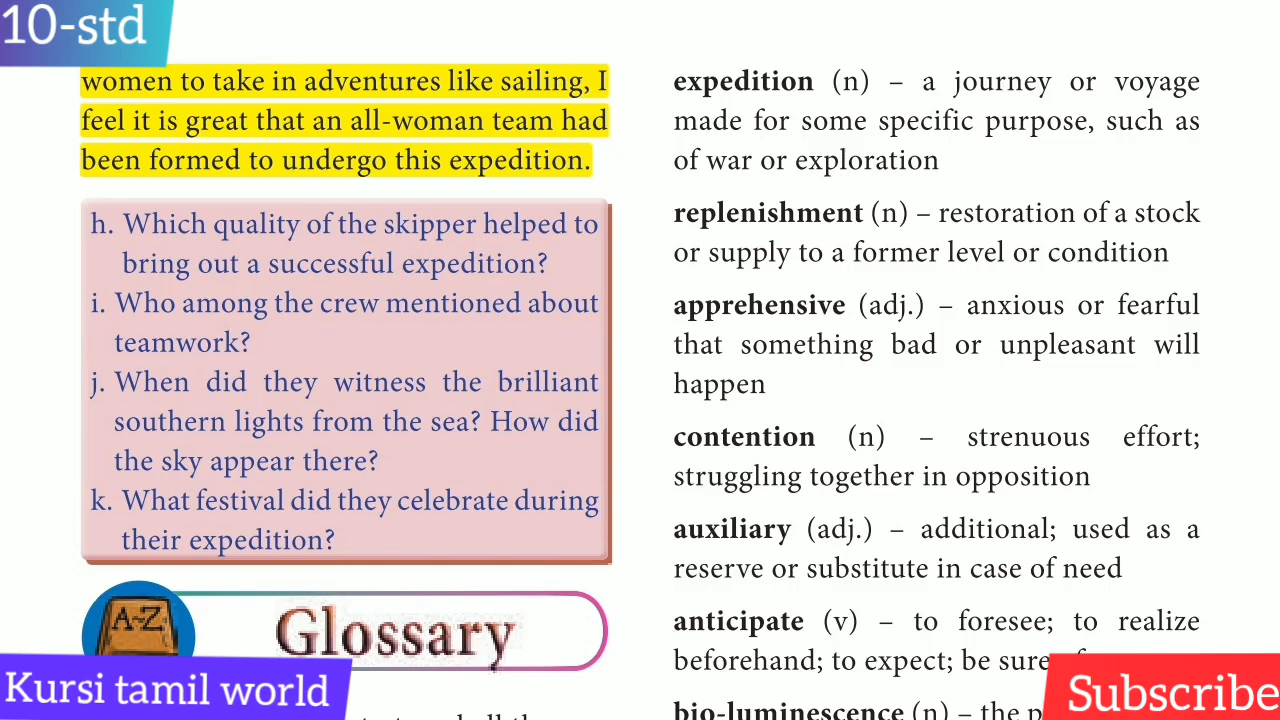 10-std
women to take in adventures like sailing, I
feel it is great that an all-woman team had
been formed to undergo this expedition.
h. Which quality of the skipper helped to
bring out a successful expedition?
i. Who among the crew mentioned about
teamwork?
j. When did they witness the brilliant
southern lights from the sea? How did
the sky appear there?
k. What festival did they celebrate during
their expedition?
A~Z
Glossary
Kursi tamil world
expedition (n) – a journey or voyage
made for some specific purpose, such as
of war or exploration
replenishment (n) – restoration of a stock
or supply to a former level or condition
apprehensive (adj.) – anxious or fearful
that something bad or unpleasant will
happen
contention (n) – strenuous effort;
struggling together in opposition
auxiliary (adj.) – additional; used as a
reserve or substitute in case of need
anticipate (v) – to foresee; to realize
beforehand; to expect; be sure
bio-luminescence (n) – the
Subscribe